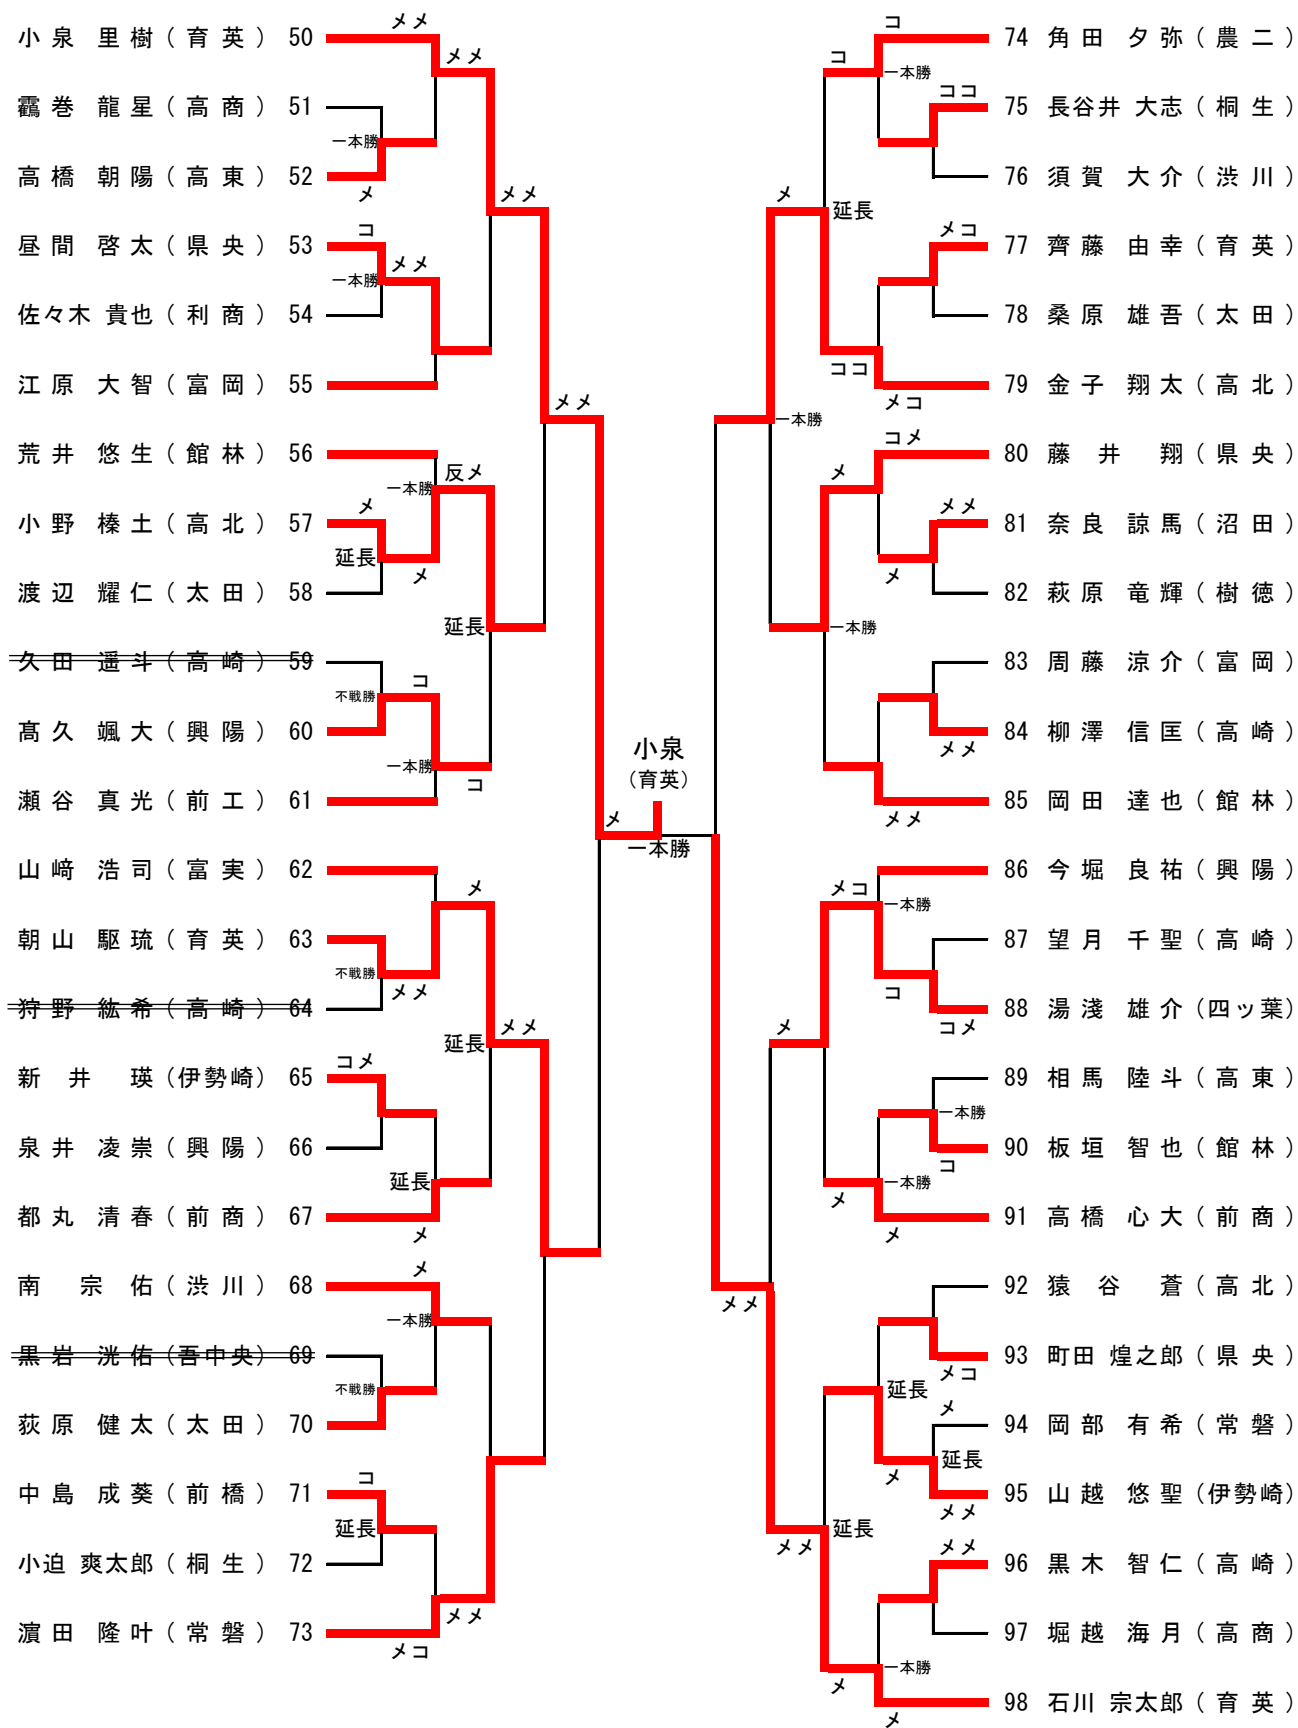 小泉 里樹（育英） 50
靏巻 龍星（高商） 51
高橋 朝陽（高東） 52
昼間 啓太（県央） 53
佐々木 貴也（利商） 54
江原 大智（富岡） 55
荒井 悠生（館林） 56
小野 榛士（高北） 57
渡辺 耀仁（太田） 58
久田 遥斗（高崎） 59
髙久 颯大（興陽） 60
瀬谷 真光（前工） 61
山﨑 浩司（富実） 62
朝山 駆琉（育英） 63
狩野 紘希（高崎） 64
新井 瑛（伊勢崎） 65
泉井 凌崇（興陽） 66
都丸 清春（前商） 67
南 宗佑（渋川） 68
黒岩 洸佑（吾中央） 69
荻原 健太（太田） 70
中島 成葵（前橋） 71
小迫 爽太郎（桐生） 72
濵田 隆叶（常磐） 73
メメ
メメ
一本勝
メ
コ
一本勝
メメ
メメ
メメ
反メ
一本勝
メ
延長
メ
延長
不戦勝
コ
一本勝
コ
メ
不戦勝
メメ
延長
メメ
コメ
延長
メ
メ
一本勝
不戦勝
コ
延長
メメ
メコ
小泉
（育英）
メ
一本勝
コ
コ
一本勝
ココ
メ
延長
メコ
ココ
メコ
一本勝
コメ
メ
メメ
メ
一本勝
メメ
メメ
メコ
一本勝
コ
コメ
メ
一本勝
コ
一本勝
メ
メ
メメ
メコ
延長
メ
延長
メ
メメ
延長
メメ
メメ
一本勝
メ
メ
74 角田 夕弥（農二）
75 長谷井 大志（桐生）
76 須賀 大介（渋川）
77 齊藤 由幸（育英）
78 桑原 雄吾（太田）
79 金子 翔太（高北）
80 藤井 翔（県央）
81 奈良 諒馬（沼田）
82 萩原 竜輝（樹徳）
83 周藤 涼介（富岡）
84 柳澤 信匡（高崎）
85 岡田 達也（館林）
86 今堀 良祐（興陽）
87 望月 千聖（高崎）
88 湯淺 雄介（四ッ葉）
89 相馬 陸斗（高東）
90 板垣 智也（館林）
91 高橋 心大（前商）
92 猿谷 蒼（高北）
93 町田 煌之郎（県央）
94 岡部 有希（常磐）
95 山越 悠聖（伊勢崎）
96 黒木 智仁（高崎）
97 堀越 海月（高商）
98 石川 宗太郎（育英）